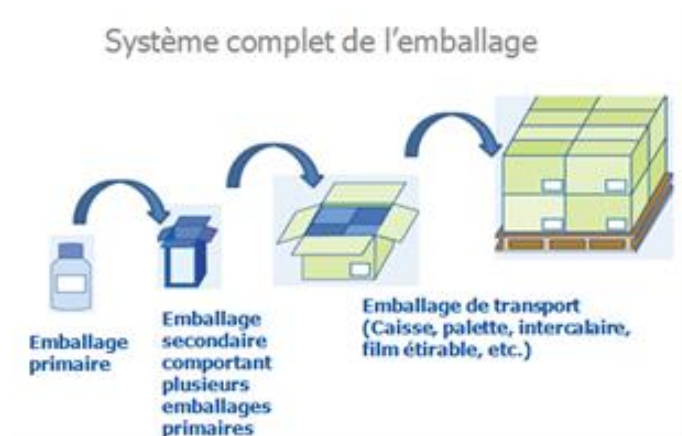 Système complet de l'emballage
Emballage
primaire
Emballage
secondaire
comportant
plusieurs
emballages
primaires
Emballage de transport
(Caisse, palette, intercalaire,
film étirable, etc.)